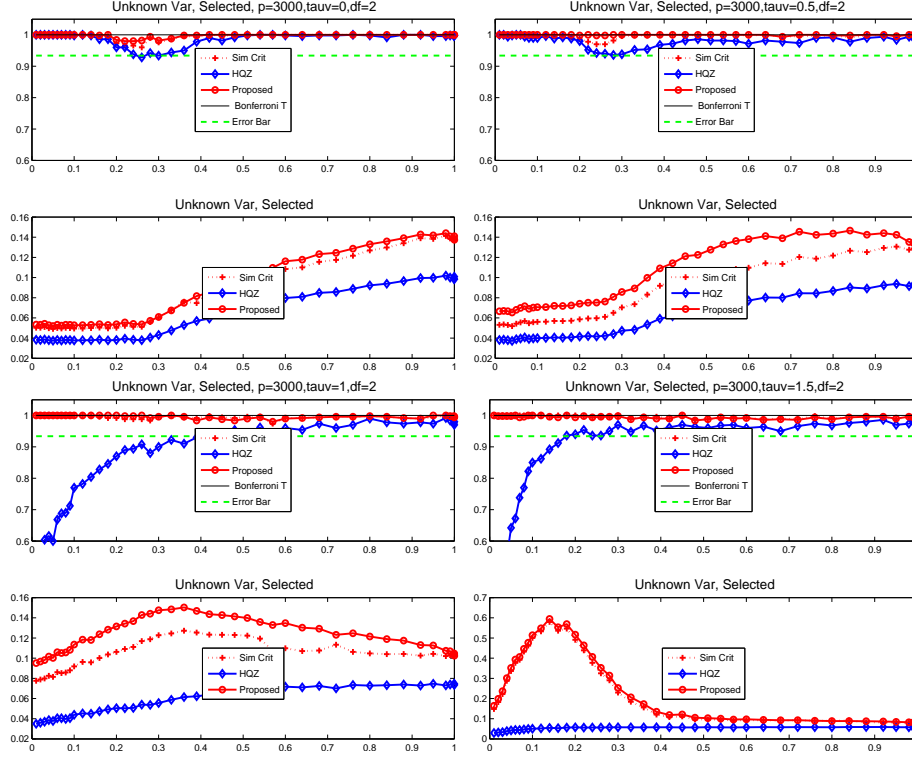 Unknown Var, Selected, p=3000,tauv=0,df=2
1
0.9
0.8
0.7
0.6
0 0.1 0.2 0.3 0.4 0.5 0.6 0.7 0.8 0.9 1
Sim Crit
HQZ
Proposed
Bonferroni T
Error Bar
Unknown Var, Selected, p=3000,tauv=0.5,df=2
1
0.9
0.8
0.7
0.6
0 0.1 0.2 0.3 0.4 0.5 0.6 0.7 0.8 0.9
Sim Crit
HQZ
Proposed
Bonferroni T
Error Bar
Unknown Var, Selected
0.16
0.14
0.12
0.1
0.08
0.06
0.04
0.02
0 0.1 0.2 0.3 0.4 0.5 0.6 0.7 0.8 0.9 1
Sim Crit
HQZ
Proposed
Unknown Var, Selected
0.16
0.14
0.12
0.1
0.08
0.06
0.04
0.02
0 0.1 0.2 0.3 0.4 0.5 0.6 0.7 0.8 0.9
Sim Crit
HQZ
Proposed
Unknown Var, Selected, p=3000,tauv=1,df=2
1
0.9
0.8
0.7
0.6
0 0.1 0.2 0.3 0.4 0.5 0.6 0.7 0.8 0.9 1
Sim Crit
HQZ
Proposed
Bonferroni T
Error Bar
Unknown Var, Selected, p=3000,tauv=1.5,df=2
1
0.9
0.8
0.7
0.6
0 0.1 0.2 0.3 0.4 0.5 0.6 0.7 0.8 0.9
Sim Crit
HQZ
Proposed
Bonferroni T
Error Bar
Unknown Var, Selected
0.16
0.14
0.12
0.1
0.08
0.06
0.04
0.02
0 0.1 0.2 0.3 0.4 0.5 0.6 0.7 0.8 0.9 1
Sim Crit
HQZ
Proposed
Unknown Var, Selected
0.7
0.6
0.5
0.4
0.3
0.2
0.1
0
0 0.1 0.2 0.3 0.4 0.5 0.6 0.7 0.8 0.9
Sim Crit
HQZ
Proposed